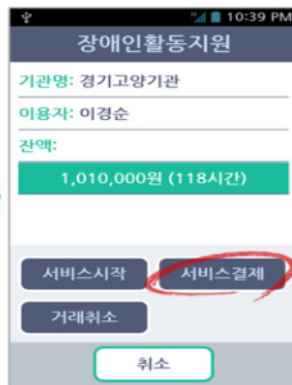 10:39 PM
장애인활동지원
기관명: 경기고양기관
이용자: 이경순
잔액:
1,010,000원 (118시간)
서비스시작 서비스결제
거래취소
취소